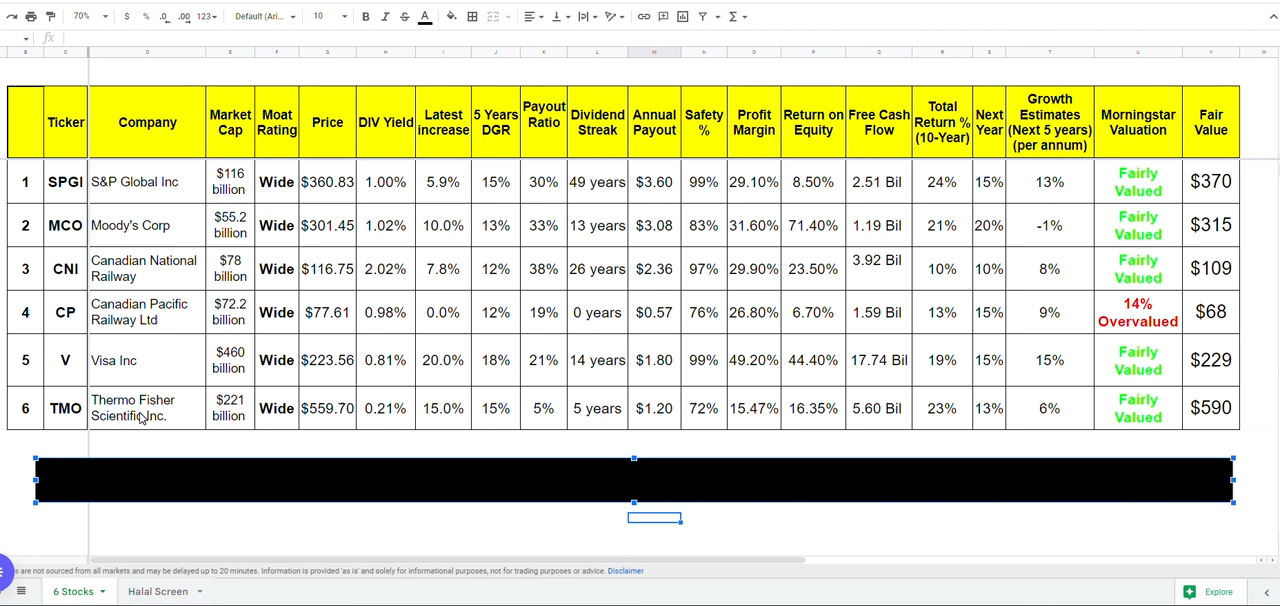 70% $ % .0 .00 123 Default (Ari... 10 B I S A
fx
B C D E F G H I J K L M N O P Q R S T U V W
Ticker Company Market Cap Moat Rating Price DIV Yield Latest increase 5 Years DGR Payout Ratio Dividend Streak Annual Payout Safety % Profit Margin Return on Equity Free Cash Flow Total Return % (10-Year) Next Year Growth Estimates (Next 5 years) (per annum) Morningstar Valuation Fair Value
1 SPGI S&P Global Inc $116 billion Wide $360.83 1.00% 5.9% 15% 30% 49 years $3.60 99% 29.10% 8.50% 2.51 Bil 24% 15% 13% Fairly Valued $370
2 MCO Moody's Corp $55.2 billion Wide $301.45 1.02% 10.0% 13% 33% 13 years $3.08 83% 31.60% 71.40% 1.19 Bil 21% 20% -1% Fairly Valued $315
3 CNI Canadian National Railway $78 billion Wide $116.75 2.02% 7.8% 12% 38% 26 years $2.36 97% 29.90% 23.50% 3.92 Bil 10% 10% 8% Fairly Valued $109
4 CP Canadian Pacific Railway Ltd $72.2 billion Wide $77.61 0.98% 0.0% 12% 19% 0 years $0.57 76% 26.80% 6.70% 1.59 Bil 13% 15% 9% 14% Overvalued $68
5 V Visa Inc $460 billion Wide $223.56 0.81% 20.0% 18% 21% 14 years $1.80 99% 49.20% 44.40% 17.74 Bil 19% 15% 15% Fairly Valued $229
6 TMO Thermo Fisher Scientific Inc. $221 billion Wide $559.70 0.21% 15.0% 15% 5% 5 years $1.20 72% 15.47% 16.35% 5.60 Bil 23% 13% 6% Fairly Valued $590
s are not sourced from all markets and may be delayed up to 20 minutes. Information is provided 'as is' and solely for informational purposes, not for trading purposes or advice. Disclaimer
6 Stocks Halal Screen Explore